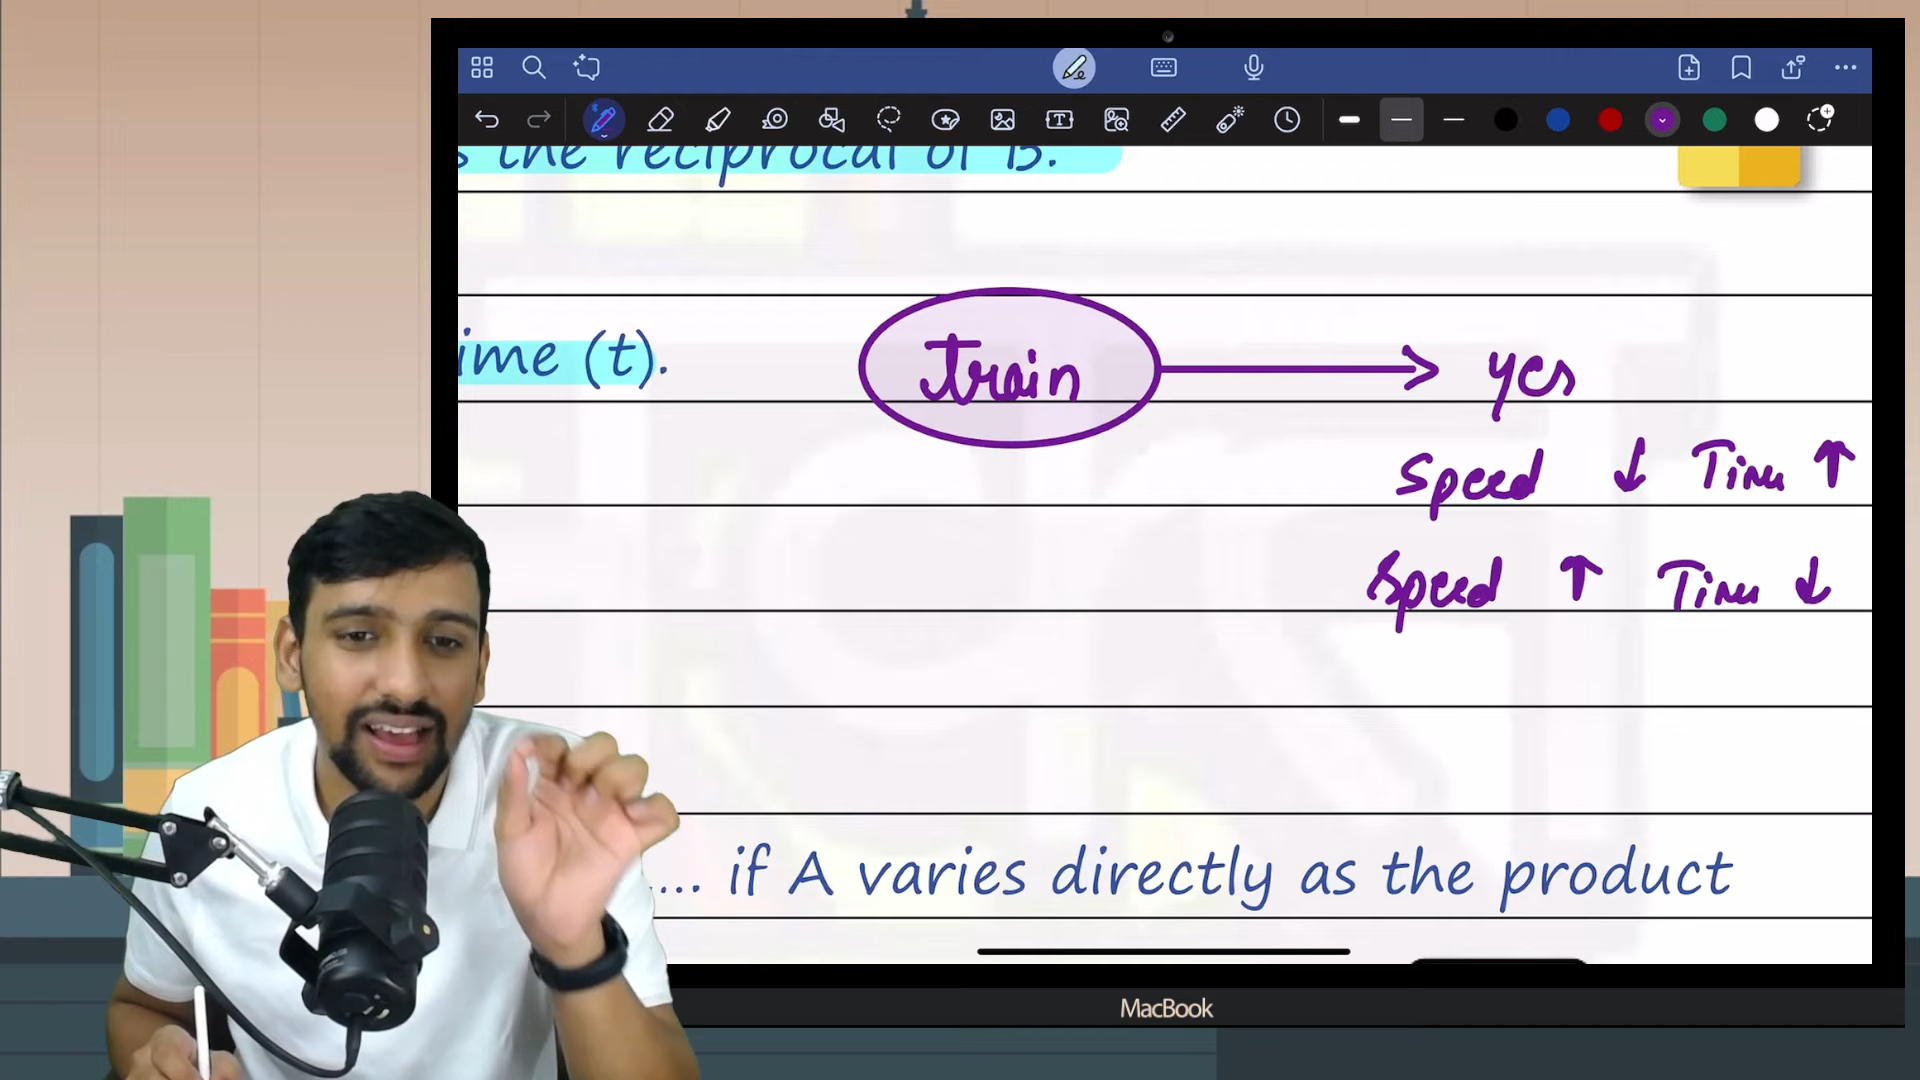 s the reciprocal of B.
ime (t).
Train
yes
Speed ↓ Time ↑
Speed ↑ Time ↓
.... if A varies directly as the product
MacBook